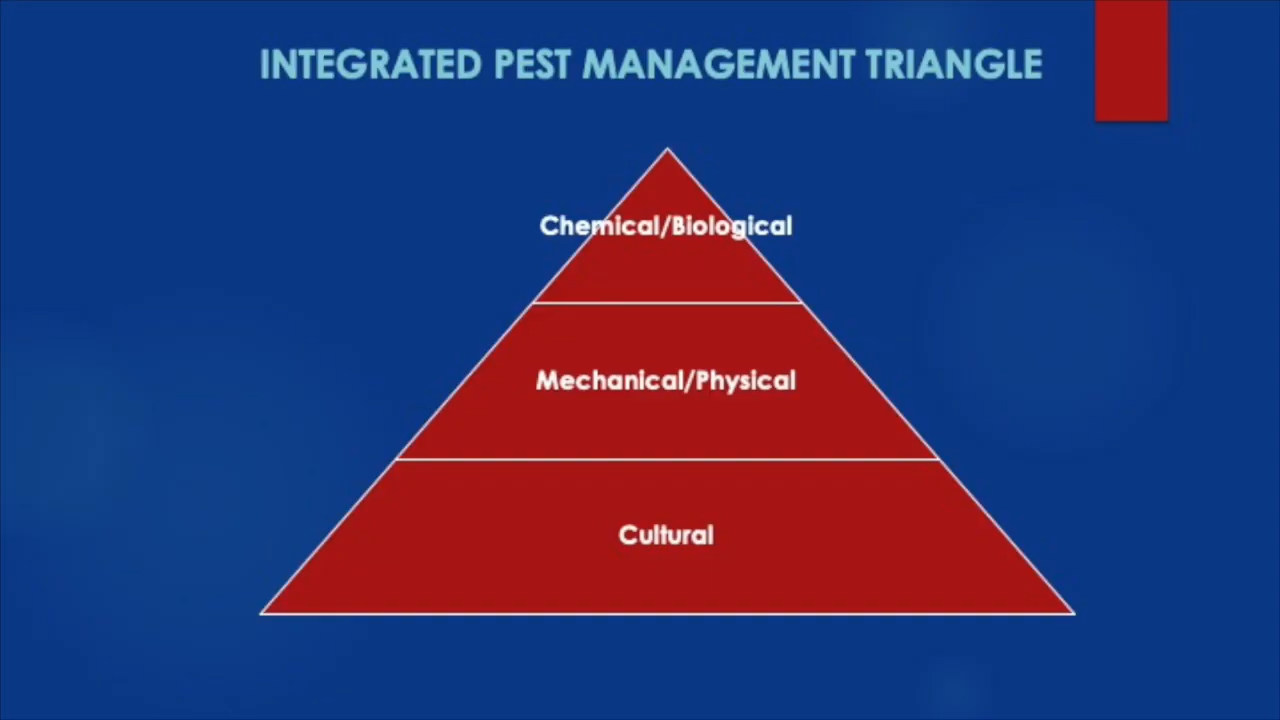 INTEGRATED PEST MANAGEMENT TRIANGLE
Chemical/Biological
Mechanical/Physical
Cultural